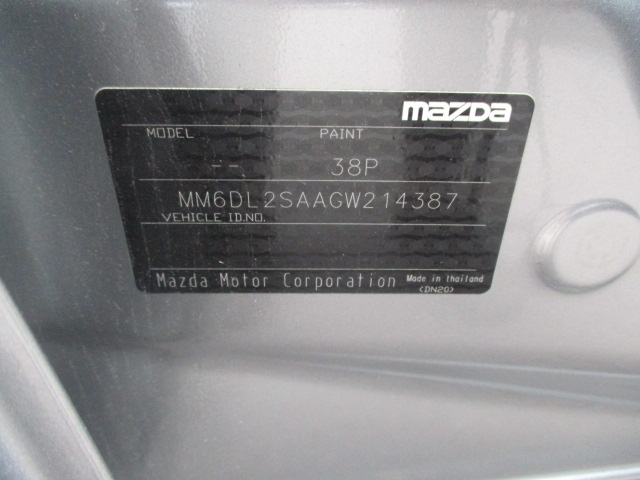 mazda
MODEL PAINT
-- 38P
MM6DL2SAAGW214387
VEHICLE ID.NO.
Mazda Motor Corporation Made in thailand
<DN20>